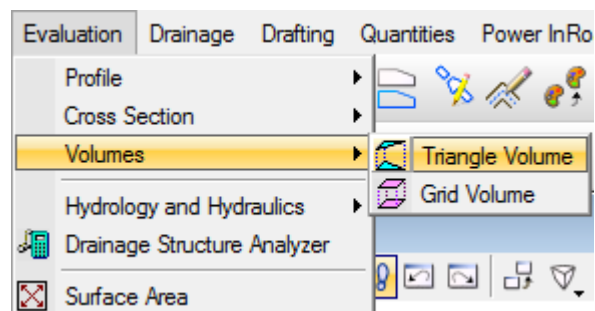 Evaluation Drainage Drafting Quantities Power InRo
Profile
Cross Section
Volumes
Triangle Volume
Grid Volume
Hydrology and Hydraulics
Drainage Structure Analyzer
Surface Area